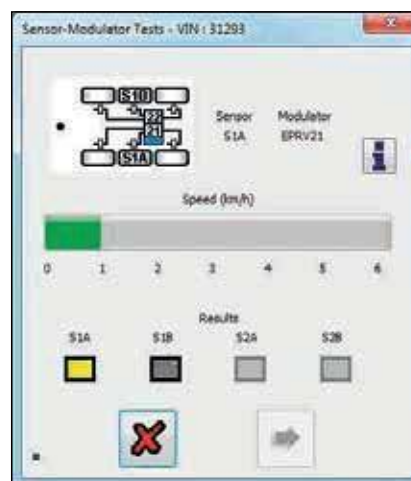 Sensor-Modulator Tests - VIN : 31293
S1D
22
21
S1A
Sensor Modulator
S1A EPRV21
i
Speed (km/h)
0 1 2 3 4 5 6
Results
S1A S1B S2A S2B